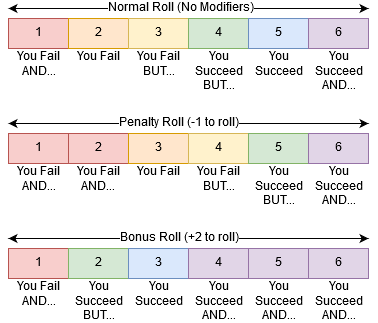 Normal Roll (No Modifiers)
1 2 3 4 5 6
You Fail You Fail You Fail You You You
AND... BUT... Succeed Succeed Succeed
BUT... AND...
Penalty Roll (-1 to roll)
1 2 3 4 5 6
You Fail You Fail You Fail You Fail You You
AND... AND... BUT... Succeed Succeed
BUT... AND...
Bonus Roll (+2 to roll)
1 2 3 4 5 6
You Fail You You You You You
AND... Succeed Succeed Succeed Succeed Succeed
BUT... AND... AND... AND...